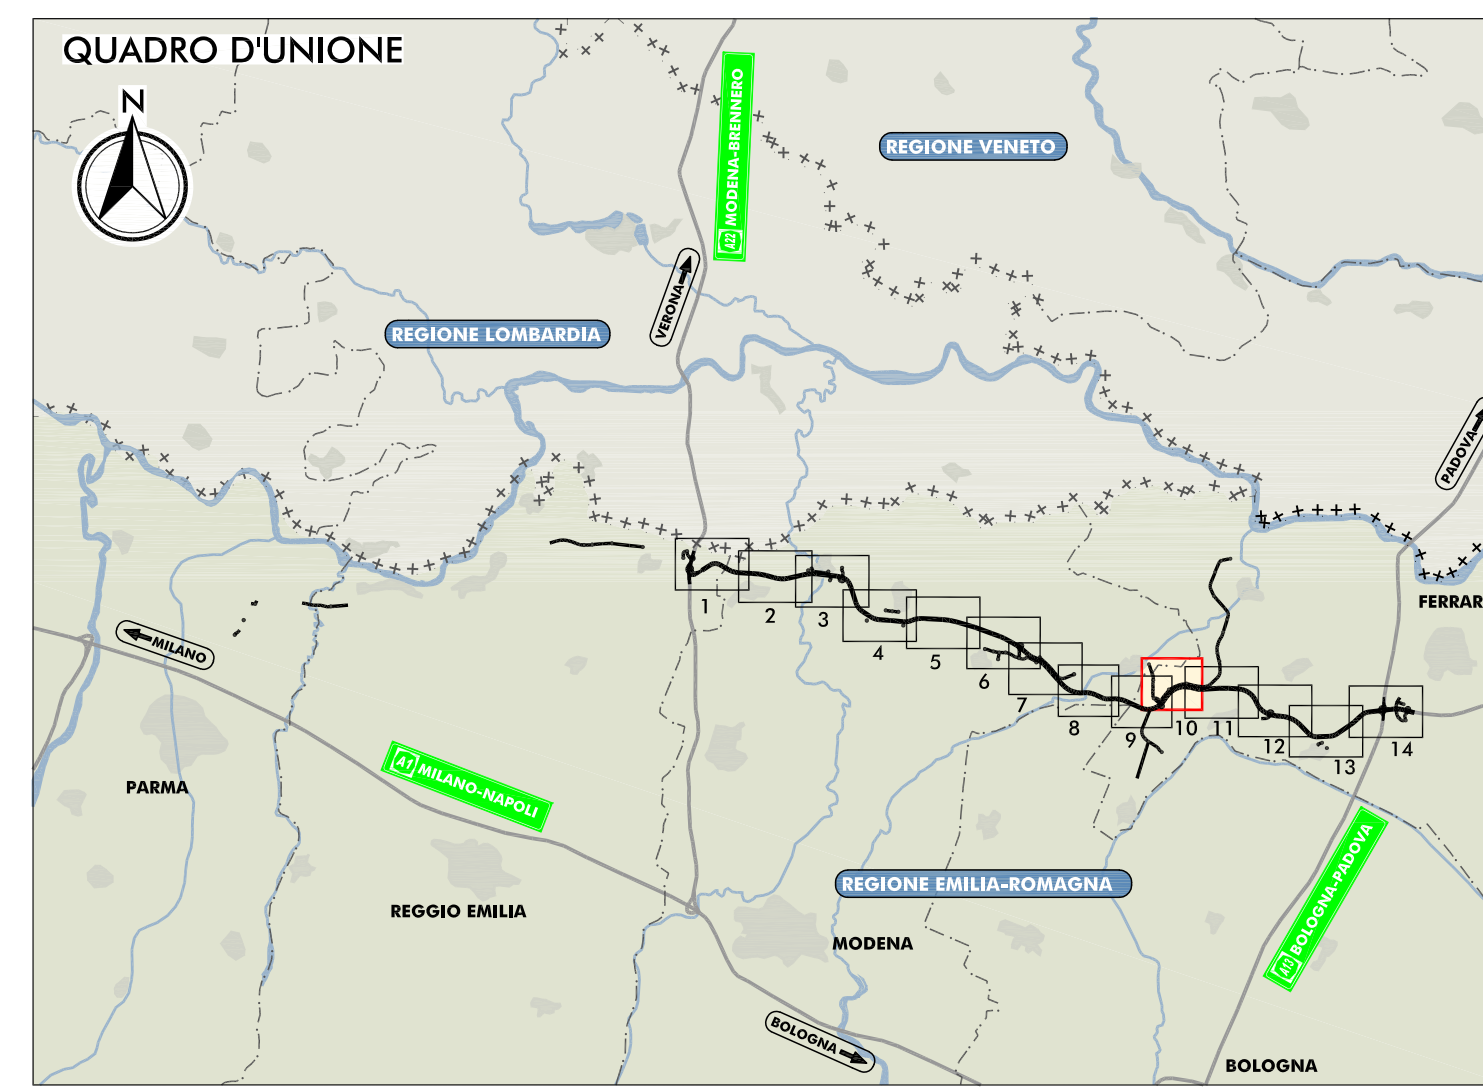 QUADRO D'UNIONE
N
A22 MODENA-BRENNERO
REGIONE VENETO
VERONA
REGIONE LOMBARDIA
PADOVA
FERRAR
MILANO
1
2
3
4
5
6
7
8
9
10
11
12
13
14
PARMA
A1 MILANO-NAPOLI
A13 BOLOGNA-PADOVA
REGIONE EMILIA-ROMAGNA
REGGIO EMILIA
MODENA
BOLOGNA
BOLOGNA